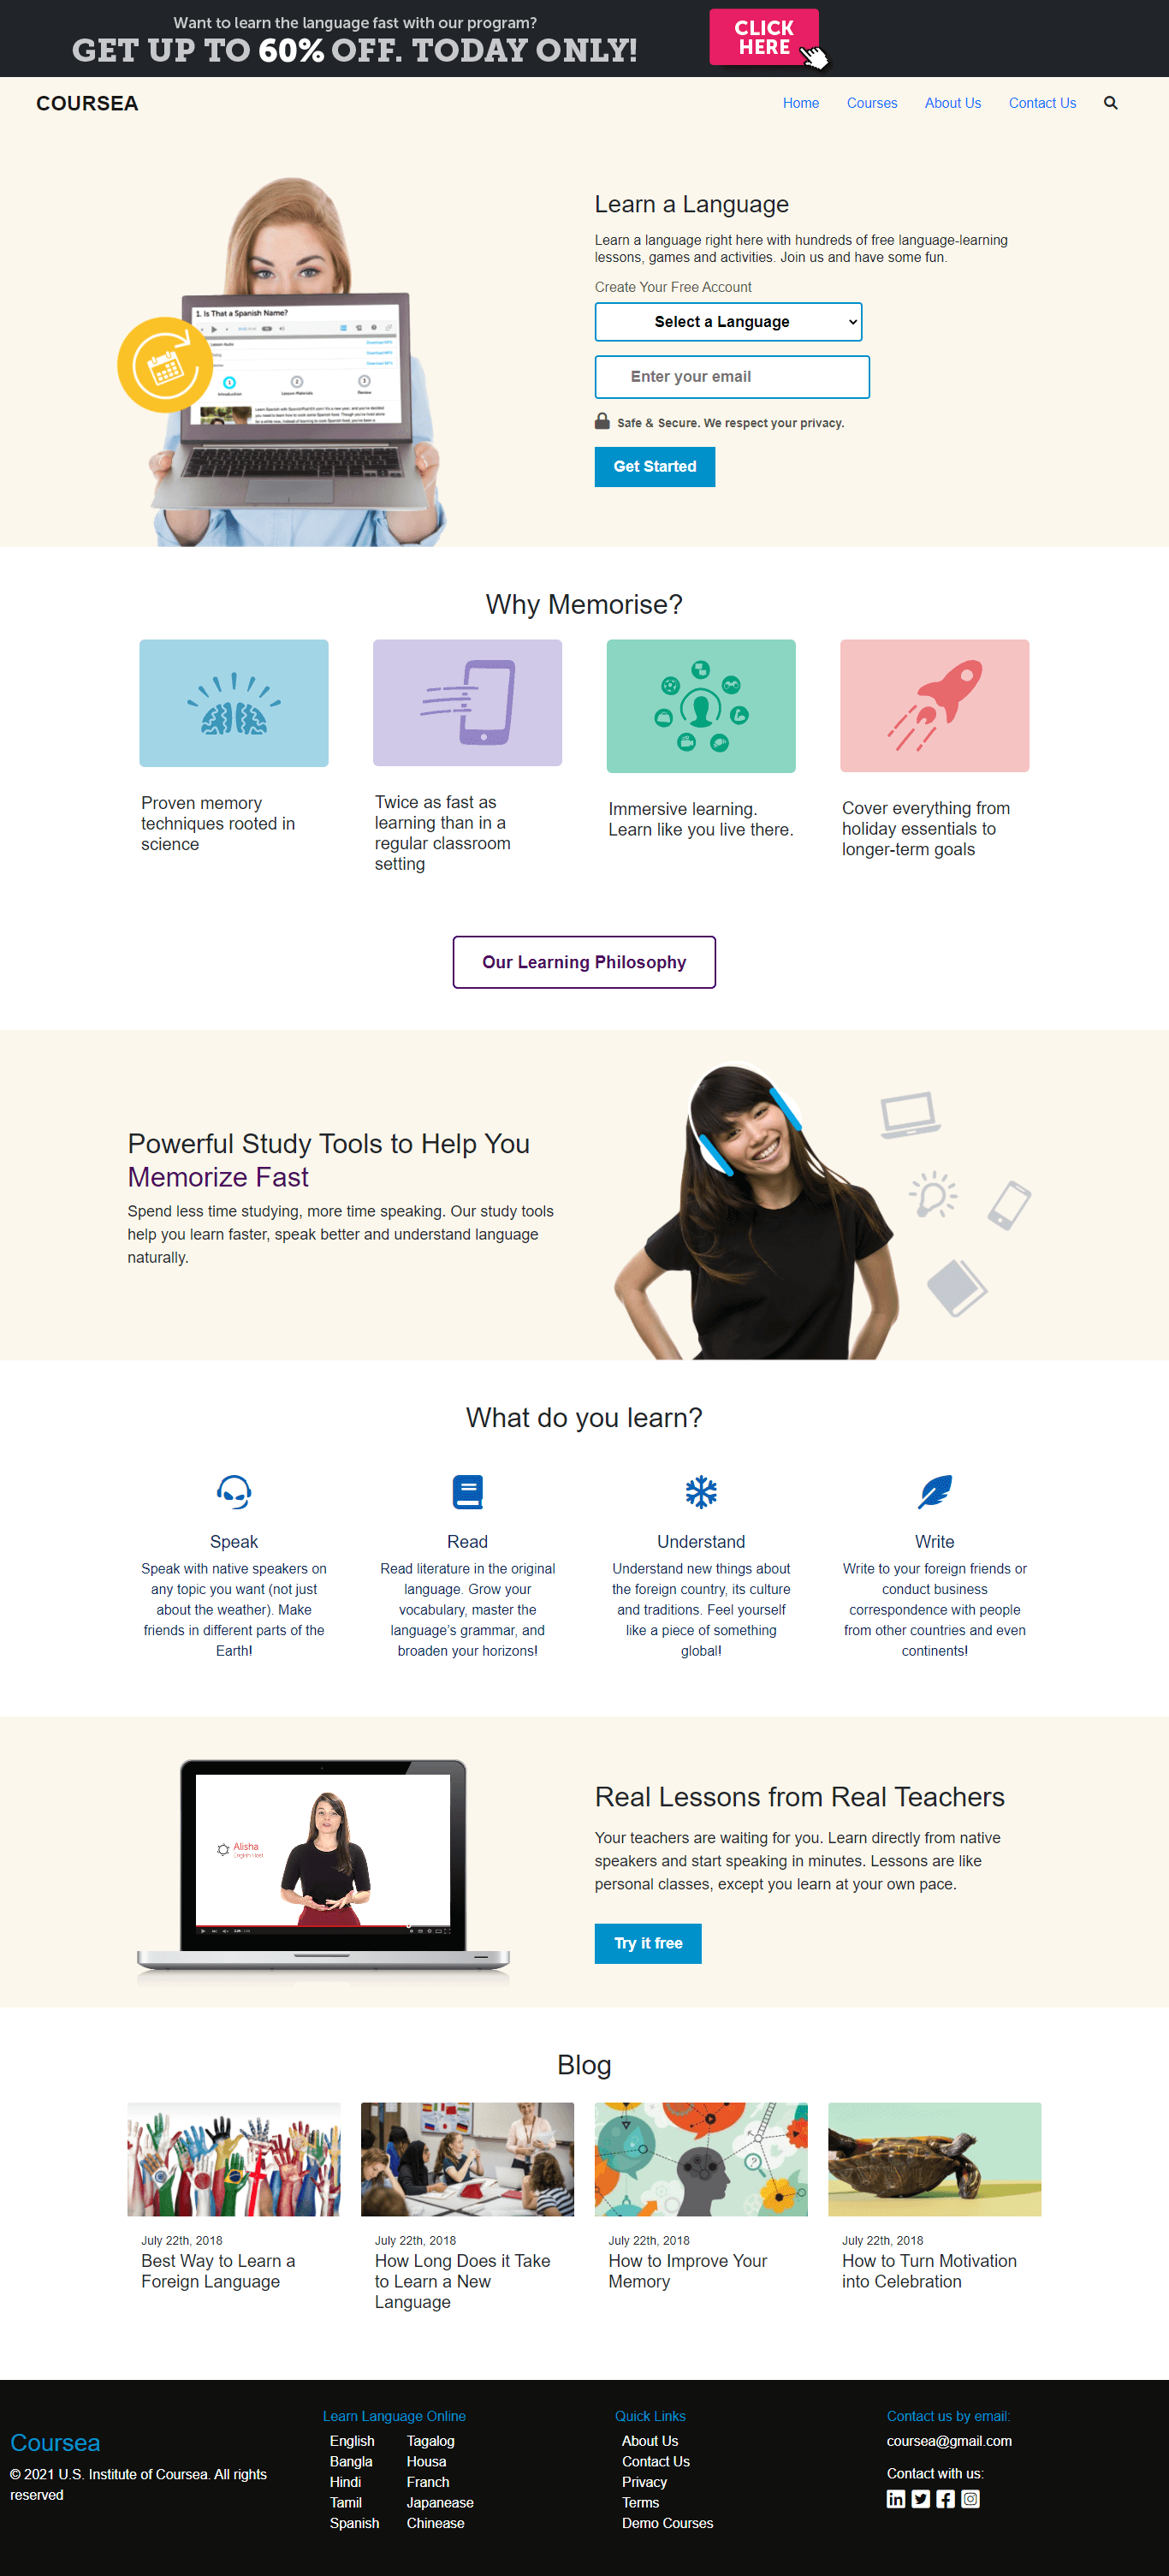 Want to learn the language fast with our program?
GET UP TO 60% OFF. TODAY ONLY!
CLICK
HERE
COURSEA
Home
Courses
About Us
Contact Us
1. Is That a Spanish Name?
Learn a Language
Learn a language right here with hundreds of free language-learning
lessons, games and activities. Join us and have some fun.
Create Your Free Account
Select a Language
Enter your email
Safe & Secure. We respect your privacy.
Get Started
Why Memorise?
Proven memory
techniques rooted in
science
Twice as fast as
learning than in a
regular classroom
setting
Immersive learning.
Learn like you live there.
Cover everything from
holiday essentials to
longer-term goals
Our Learning Philosophy
Powerful Study Tools to Help You
Memorize Fast
Spend less time studying, more time speaking. Our study tools
help you learn faster, speak better and understand language
naturally.
What do you learn?
Speak
Speak with native speakers on
any topic you want (not just
about the weather). Make
friends in different parts of the
Earth!
Read
Read literature in the original
language. Grow your
vocabulary, master the
language's grammar, and
broaden your horizons!
Understand
Understand new things about
the foreign country, its culture
and traditions. Feel yourself
like a piece of something
global!
Write
Write to your foreign friends or
conduct business
correspondence with people
from other countries and even
continents!
Alisha
English Host
Real Lessons from Real Teachers
Your teachers are waiting for you. Learn directly from native
speakers and start speaking in minutes. Lessons are like
personal classes, except you learn at your own pace.
Try it free
Blog
July 22th, 2018
Best Way to Learn a
Foreign Language
July 22th, 2018
How Long Does it Take
to Learn a New
Language
July 22th, 2018
How to Improve Your
Memory
July 22th, 2018
How to Turn Motivation
into Celebration
Coursea
© 2021 U.S. Institute of Coursea. All rights
reserved
Learn Language Online
English
Bangla
Hindi
Tamil
Spanish
Tagalog
Housa
Franch
Japanease
Chinease
Quick Links
About Us
Contact Us
Privacy
Terms
Demo Courses
Contact us by email:
coursea@gmail.com
Contact with us: